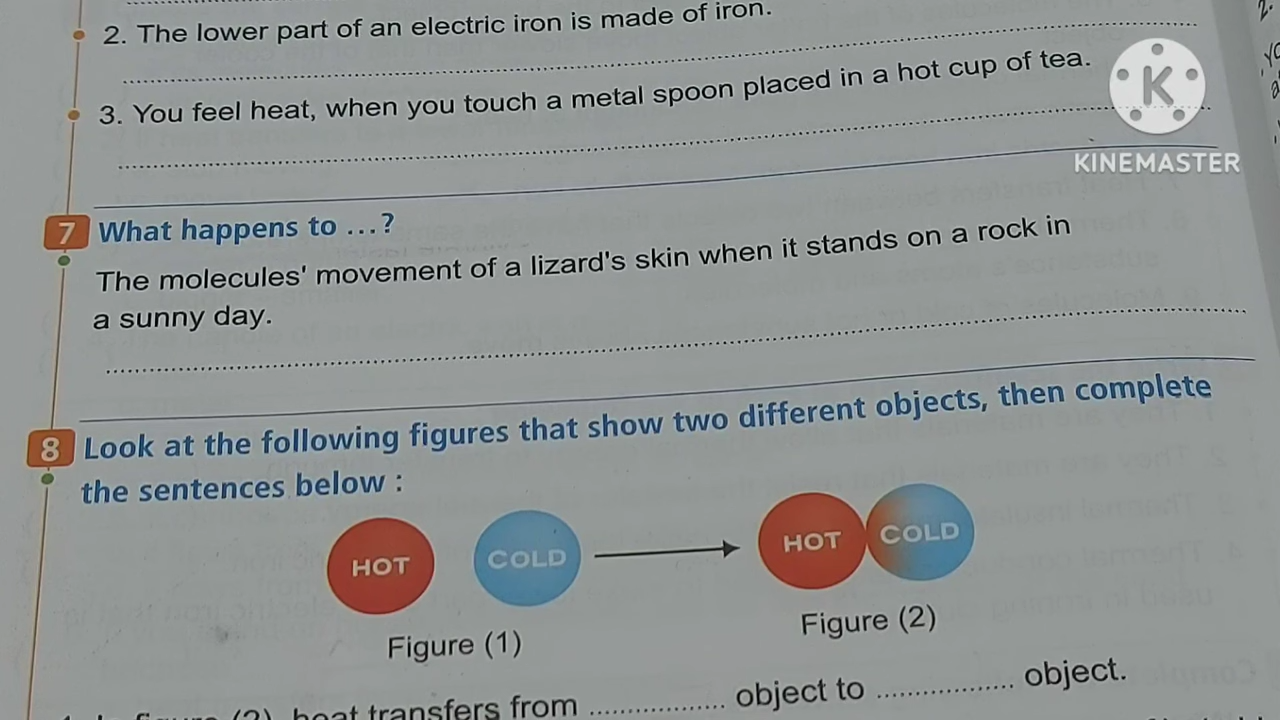 2. The lower part of an electric iron is made of iron.
3. You feel heat, when you touch a metal spoon placed in a hot cup of tea.
K
KINEMASTER
7 What happens to ...?
The molecules' movement of a lizard's skin when it stands on a rock in
a sunny day.
8 Look at the following figures that show two different objects, then complete
the sentences below :
HOT COLD HOT COLD
Figure (1) Figure (2)
In figure (2), heat transfers from ............... object to ............... object.